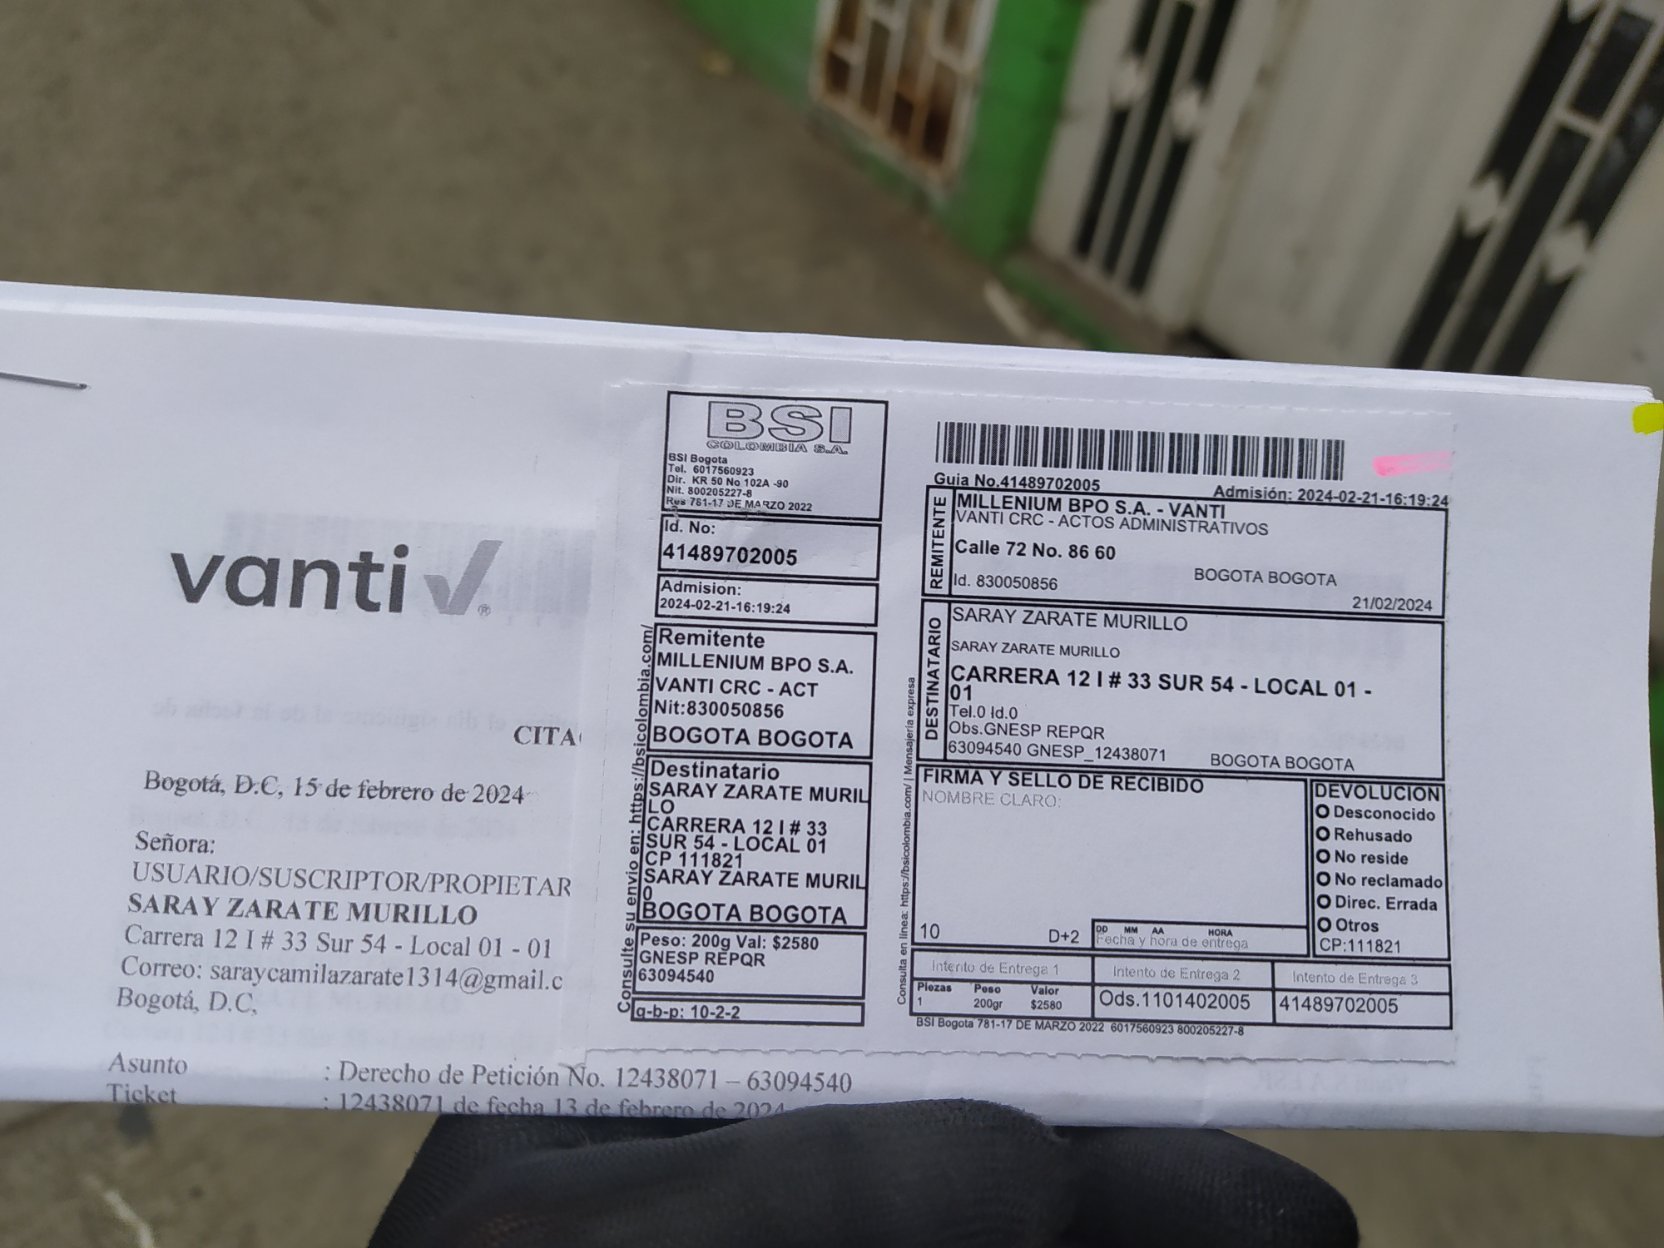 vanti
CITA
Bogotá, D.C, 15 de febrero de 2024
Señora:
USUARIO/SUSCRIPTOR/PROPIETAR
SARAY ZARATE MURILLO
Carrera 12 I # 33 Sur 54 - Local 01 - 01
Correo: saraycamilazarate1314@gmail.c
Bogotá, D.C,
Asunto : Derecho de Petición No. 12438071 – 63094540
Ticket : 12438071 de fecha 13 de febrero de 2024
Consulte su envio en: https://bsicolombia.com/
BSI
COLOMBIA S.A.
BSI Bogota
Tel. 6017560923
Dir. KR 50 No 102A -90
Nit. 800205227-8
Res 781-17 DE MARZO 2022
Id. No:
41489702005
Admision:
2024-02-21-16:19:24
Remitente
MILLENIUM BPO S.A.
VANTI CRC - ACT
Nit:830050856
BOGOTA BOGOTA
Destinatario
SARAY ZARATE MURIL
LO
CARRERA 12 I # 33
SUR 54 - LOCAL 01
CP 111821
SARAY ZARATE MURIL
0
BOGOTA BOGOTA
Peso: 200g Val: $2580
GNESP REPQR
63094540
q-b-p: 10-2-2
Consulta en linea: https://bsicolombia.com/ | Mensajeria expresa
Guia No.41489702005
Admisión: 2024-02-21-16:19:24
REMITENTE
MILLENIUM BPO S.A. - VANTI
VANTI CRC - ACTOS ADMINISTRATIVOS
Calle 72 No. 86 60
Id. 830050856
BOGOTA BOGOTA
21/02/2024
DESTINATARIO
SARAY ZARATE MURILLO
SARAY ZARATE MURILLO
CARRERA 12 I # 33 SUR 54 - LOCAL 01 -
01
Tel.0 Id.0
Obs.GNESP REPQR
63094540 GNESP_12438071
BOGOTA BOGOTA
FIRMA Y SELLO DE RECIBIDO
NOMBRE CLARO:
10
D+2
DD MM AA HORA
Fecha y hora de entrega
DEVOLUCION
Desconocido
Rehusado
No reside
No reclamado
Direc. Errada
Otros
CP:111821
Intento de Entrega 1
Intento de Entrega 2
Intento de Entrega 3
Piezas Peso Valor
1 200gr $2580
Ods.1101402005
41489702005
BSI Bogota 781-17 DE MARZO 2022 6017560923 800205227-8